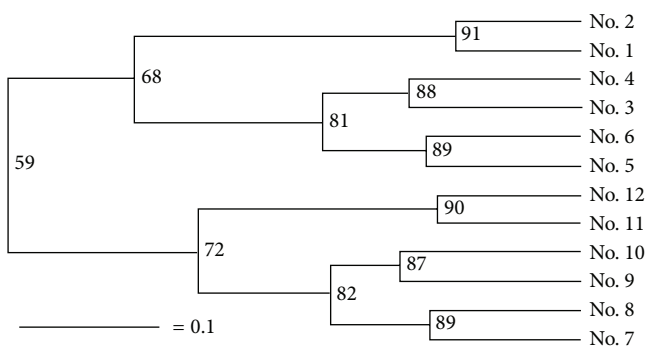 No. 2
91
No. 1
68
No. 4
88
No. 3
81
No. 6
89
No. 5
59
No. 12
90
No. 11
72
No. 10
87
No. 9
82
No. 8
89
No. 7
= 0.1